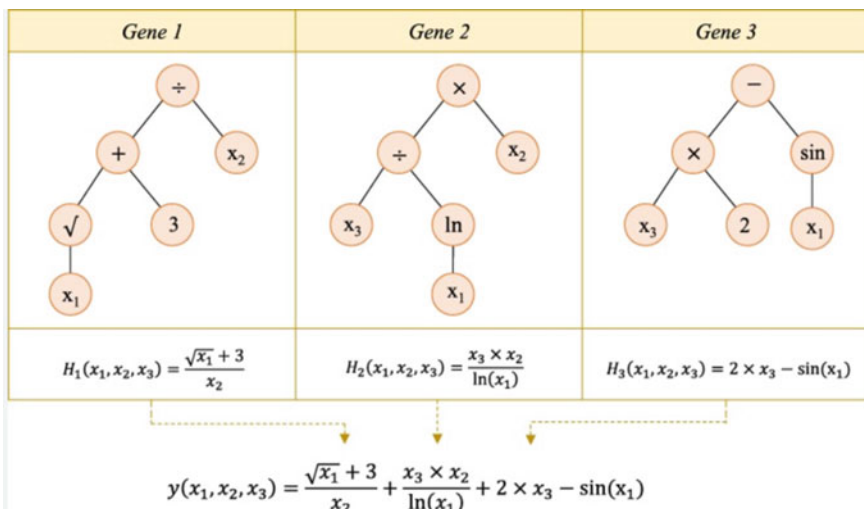 Gene 1 Gene 2 Gene 3
÷ × −
+ x₂ ÷ x₂ × sin
√ 3 x₃ ln x₃ 2 x₁
x₁ x₁
H₁(x₁, x₂, x₃) = (√x₁ + 3) / x₂
H₂(x₁, x₂, x₃) = (x₃ × x₂) / ln(x₁)
H₃(x₁, x₂, x₃) = 2 × x₃ − sin(x₁)
y(x₁, x₂, x₃) = (√x₁ + 3) / x₂ + (x₃ × x₂) / ln(x₁) + 2 × x₃ − sin(x₁)